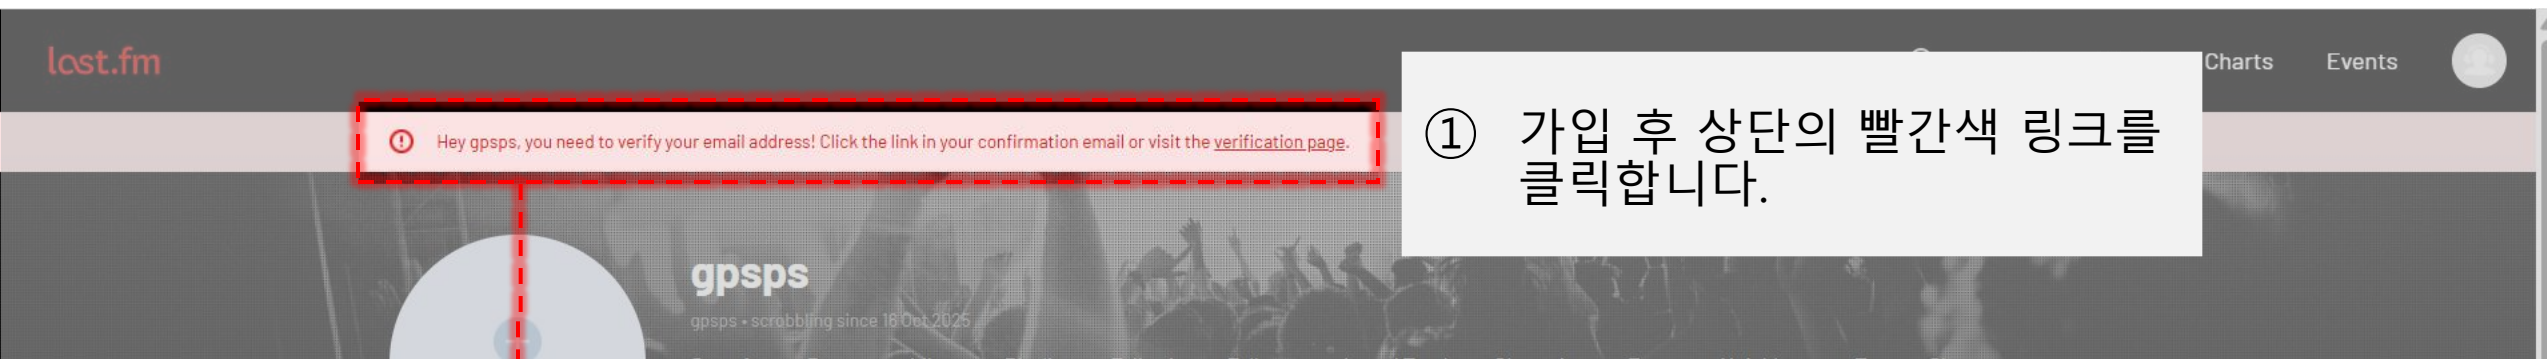 last.fm
Charts
Events
Hey gpsps, you need to verify your email address! Click the link in your confirmation email or visit the verification page.
① 가입 후 상단의 빨간색 링크를
클릭합니다.
gpsps
gpsps • scrobbling since 16 Oct 2025